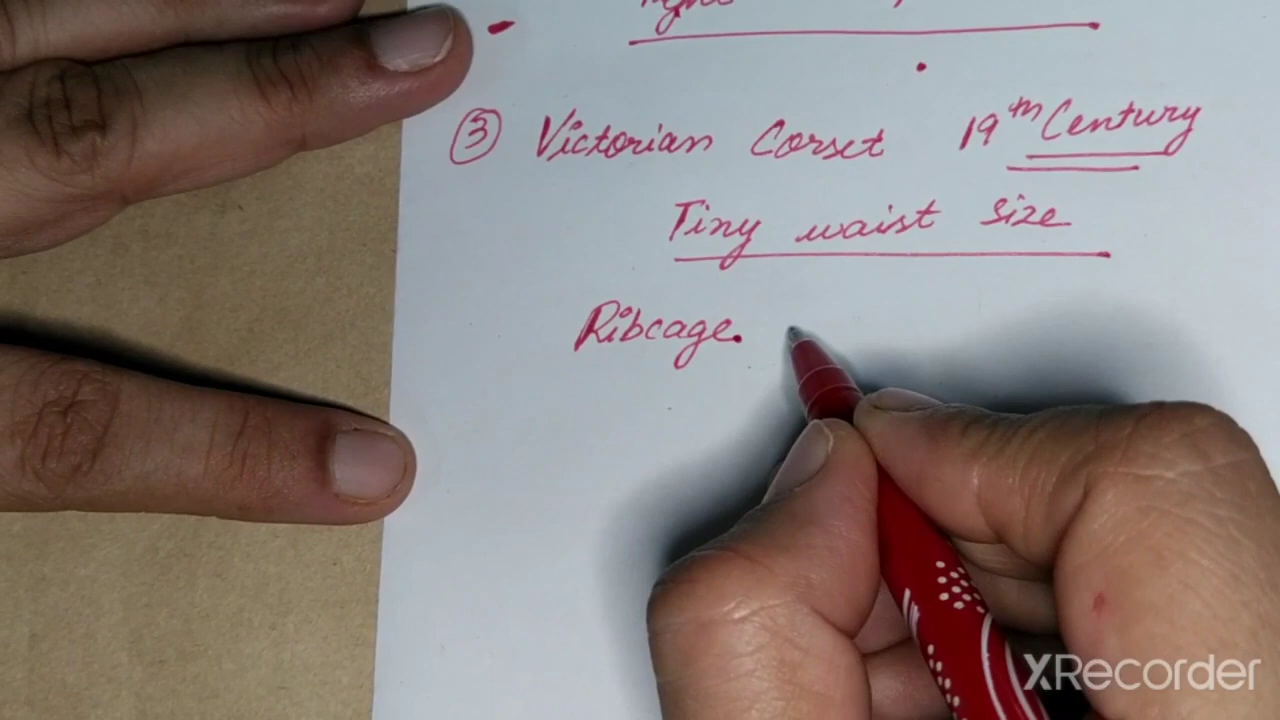 ③ Victorian Corset 19th Century
Tiny waist size
Ribcage.
XRecorder